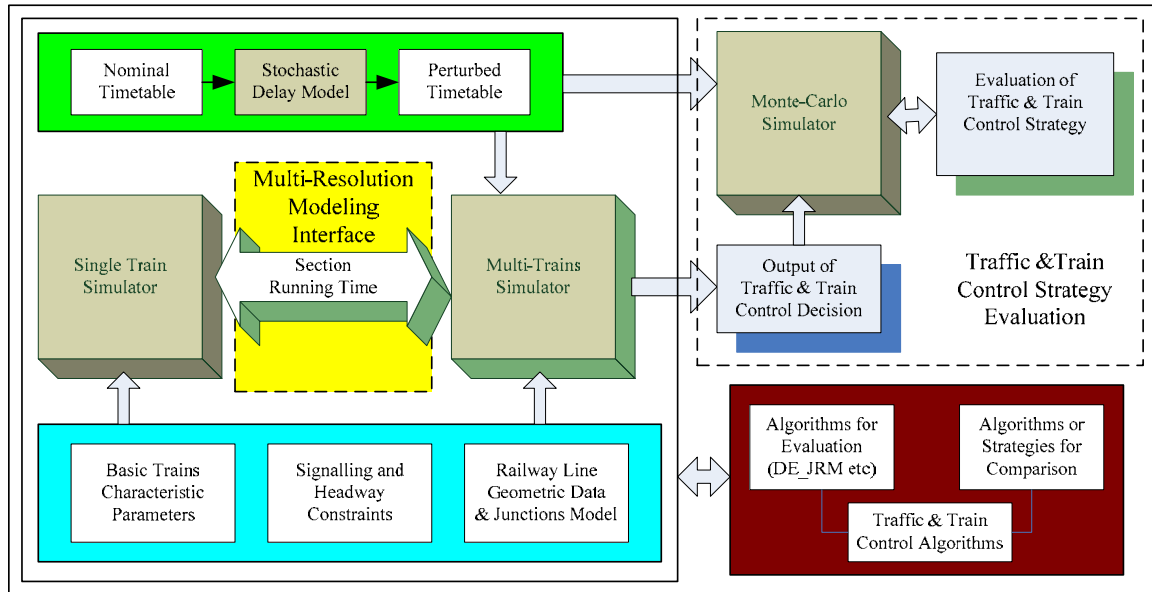 Nominal
Timetable
Stochastic
Delay Model
Perturbed
Timetable
Monte-Carlo
Simulator
Evaluation of
Traffic & Train
Control Strategy
Multi-Resolution
Modeling
Interface
Single Train
Simulator
Section
Running Time
Multi-Trains
Simulator
Output of
Traffic & Train
Control Decision
Traffic &Train
Control Strategy
Evaluation
Basic Trains
Characteristic
Parameters
Signalling and
Headway
Constraints
Railway Line
Geometric Data
& Junctions Model
Algorithms for
Evaluation
(DE_JRM etc)
Algorithms or
Strategies for
Comparison
Traffic & Train
Control Algorithms